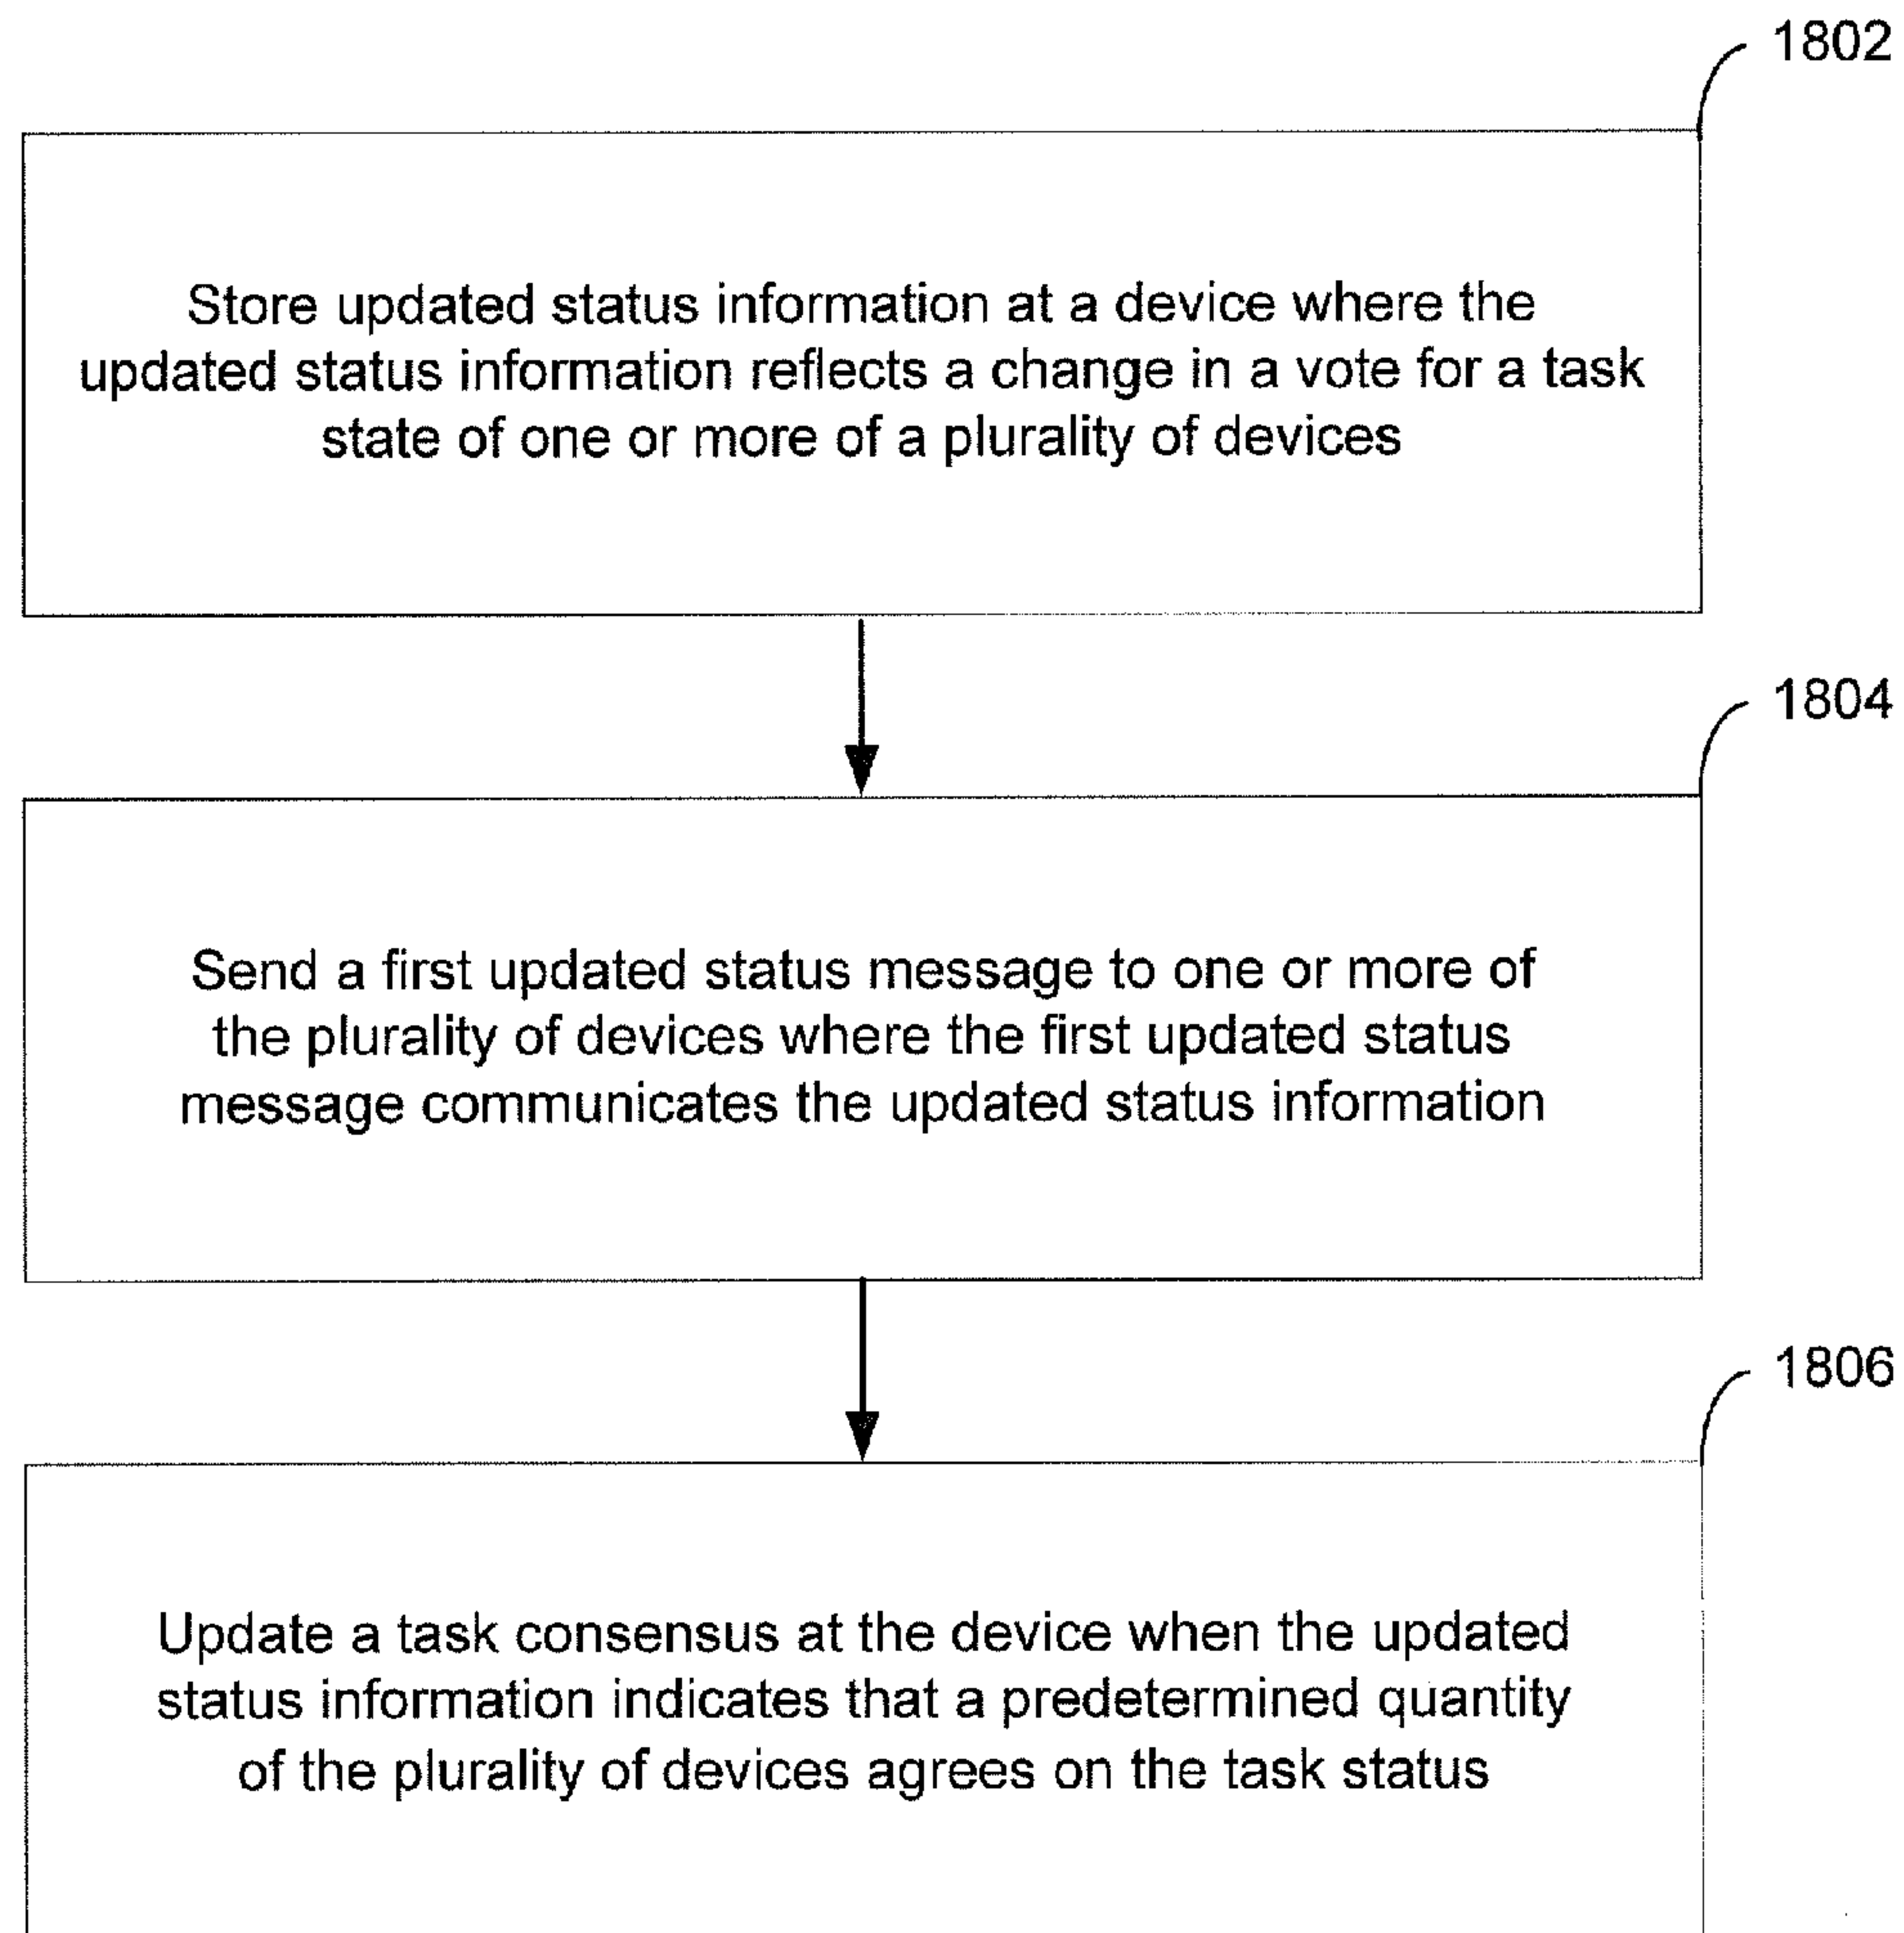 1802
Store updated status information at a device where the
updated status information reflects a change in a vote for a task
state of one or more of a plurality of devices
1804
Send a first updated status message to one or more of
the plurality of devices where the first updated status
message communicates the updated status information
1806
Update a task consensus at the device when the updated
status information indicates that a predetermined quantity
of the plurality of devices agrees on the task status